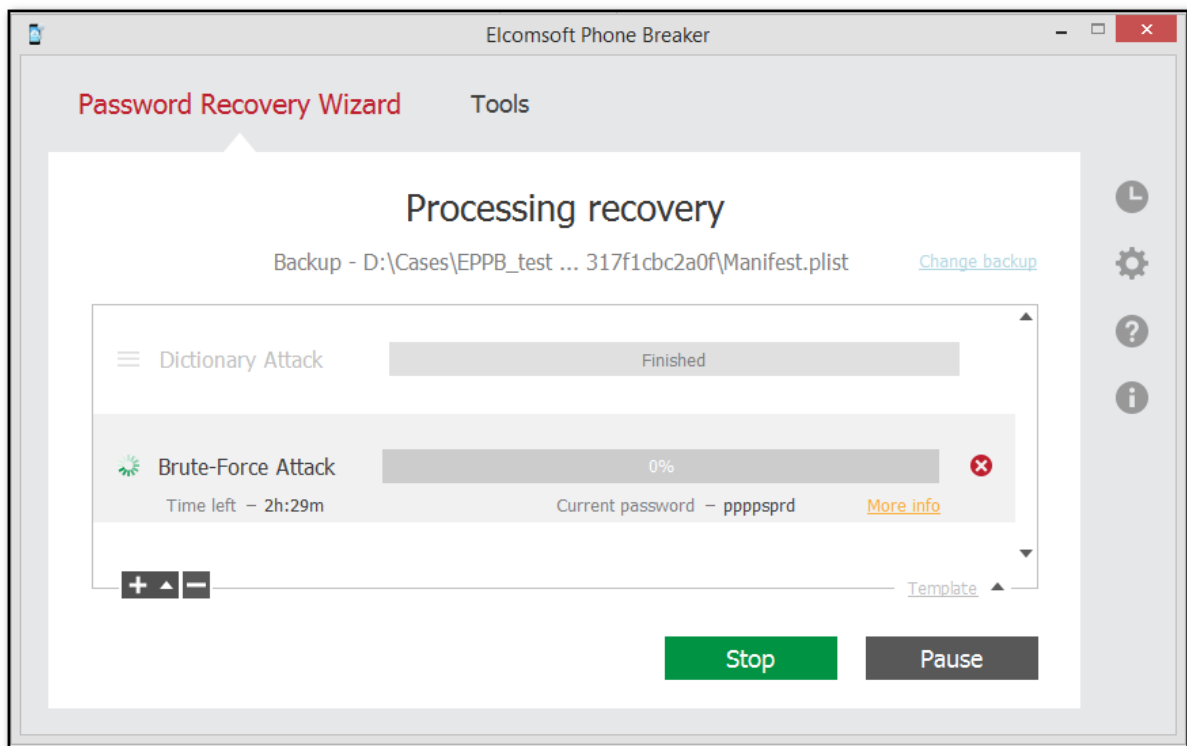 Elcomsoft Phone Breaker
Password Recovery Wizard Tools
Processing recovery
Backup - D:\Cases\EPPB_test ... 317f1cbc2a0f\Manifest.plist Change backup
Dictionary Attack Finished
Brute-Force Attack 0%
Time left – 2h:29m Current password – ppppsprd More info
Template
Stop Pause